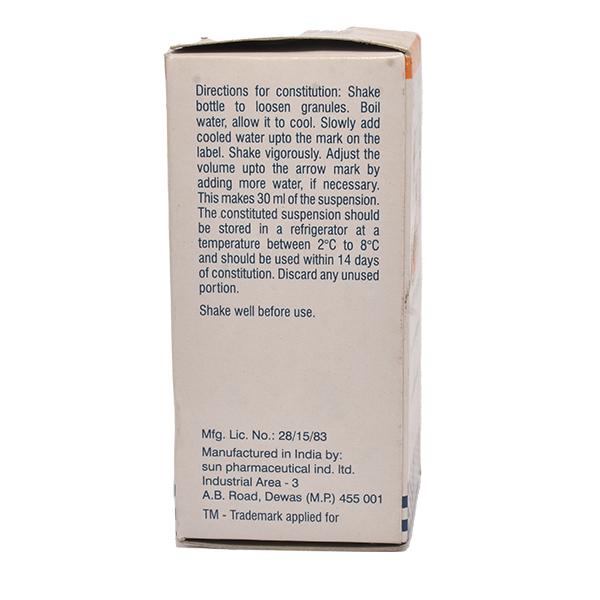 Directions for constitution: Shake
bottle to loosen granules. Boil
water, allow it to cool. Slowly add
cooled water upto the mark on the
label. Shake vigorously. Adjust the
volume upto the arrow mark by
adding more water, if necessary.
This makes 30 ml of the suspension.
The constituted suspension should
be stored in a refrigerator at a
temperature between 2°C to 8°C
and should be used within 14 days
of constitution. Discard any unused
portion.
Shake well before use.
Mfg. Lic. No.: 28/15/83
Manufactured in India by:
sun pharmaceutical ind. ltd.
Industrial Area - 3
A.B. Road, Dewas (M.P.) 455 001
TM - Trademark applied for